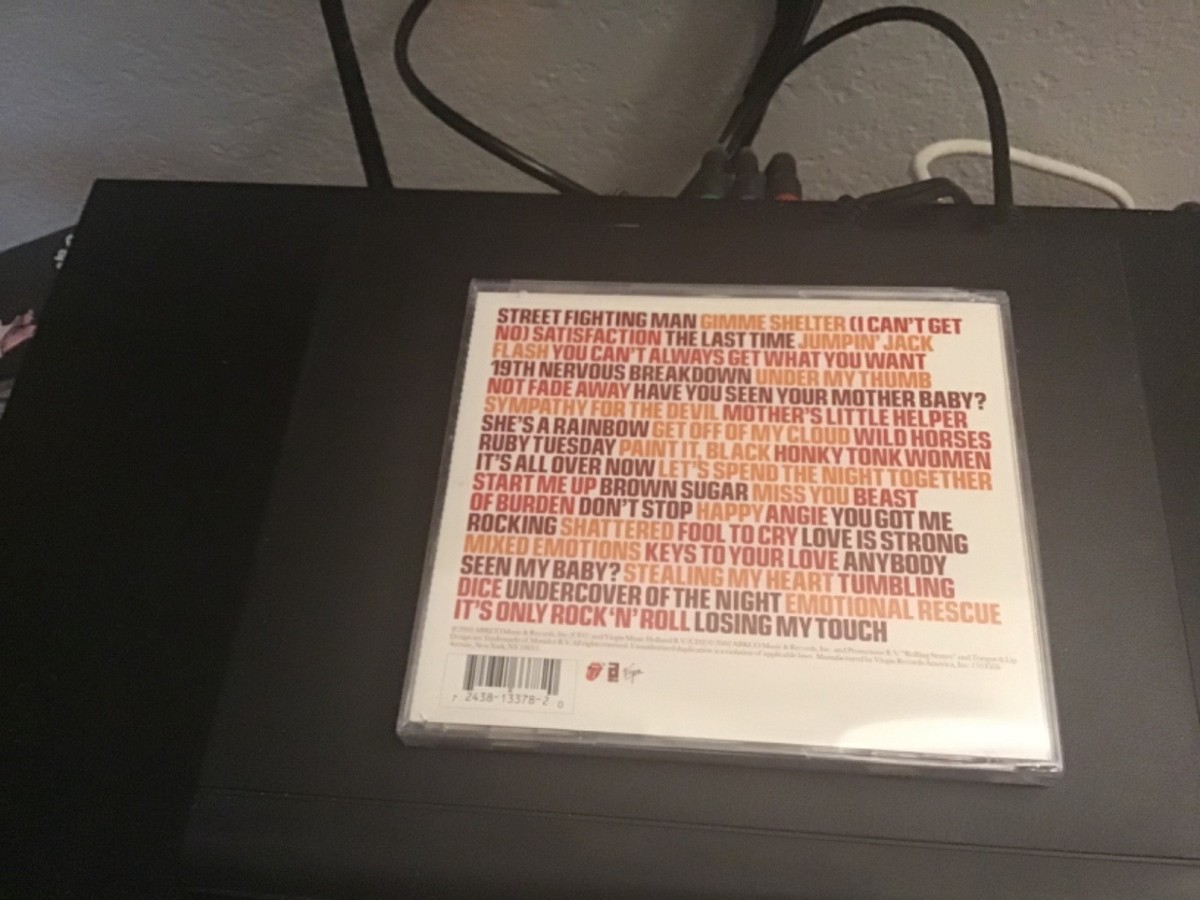 STREET FIGHTING MAN GIMME SHELTER (I CAN'T GET
NO) SATISFACTION THE LAST TIME JUMPIN' JACK
FLASH YOU CAN'T ALWAYS GET WHAT YOU WANT
19TH NERVOUS BREAKDOWN UNDER MY THUMB
NOT FADE AWAY HAVE YOU SEEN YOUR MOTHER BABY?
SYMPATHY FOR THE DEVIL MOTHER'S LITTLE HELPER
SHE'S A RAINBOW GET OFF OF MY CLOUD WILD HORSES
RUBY TUESDAY PAINT IT, BLACK HONKY TONK WOMEN
IT'S ALL OVER NOW LET'S SPEND THE NIGHT TOGETHER
START ME UP BROWN SUGAR MISS YOU BEAST
OF BURDEN DON'T STOP HAPPY ANGIE YOU GOT ME
ROCKING SHATTERED FOOL TO CRY LOVE IS STRONG
MIXED EMOTIONS KEYS TO YOUR LOVE ANYBODY
SEEN MY BABY? STEALING MY HEART TUMBLING
DICE UNDERCOVER OF THE NIGHT EMOTIONAL RESCUE
IT'S ONLY ROCK 'N' ROLL LOSING MY TOUCH
7 2438-13378-2 0
Virgin